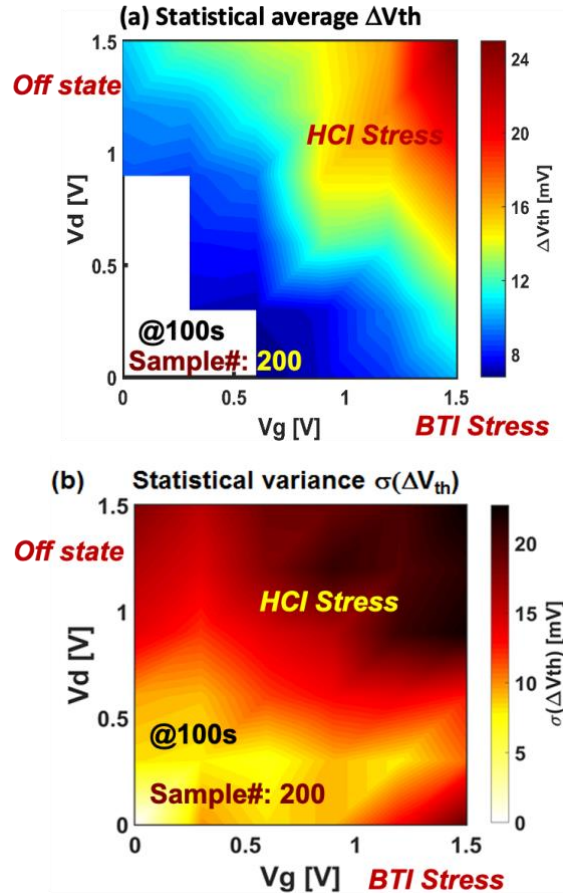 (a) Statistical average ΔVth
Off state
HCI Stress
1.5
1
0.5
0
Vd [V]
@100s
Sample#: 200
0
0.5
1
1.5
Vg [V]
BTI Stress
24
20
16
12
8
ΔVth [mV]
(b) Statistical variance σ(ΔVth)
Off state
HCI Stress
1.5
1
0.5
0
Vd [V]
@100s
Sample#: 200
0
0.5
1
1.5
Vg [V]
BTI Stress
20
15
10
5
0
σ(ΔVth) [mV]